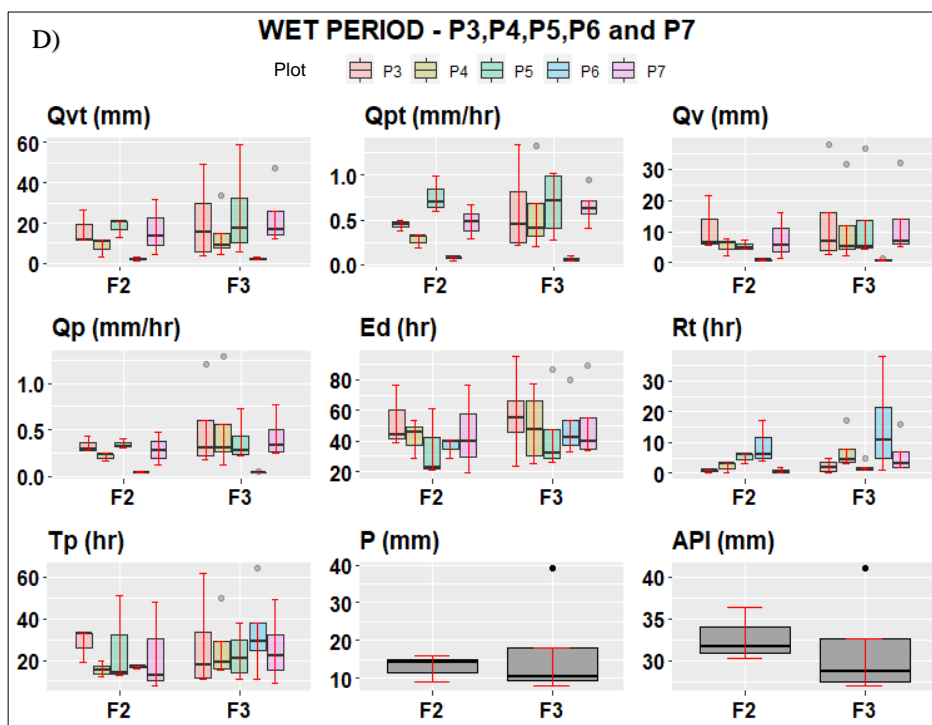 D)
WET PERIOD - P3,P4,P5,P6 and P7
Plot P3 P4 P5 P6 P7
Qvt (mm) Qpt (mm/hr) Qv (mm)
60
40
20
0
F2 F3
1.0
0.5
0.0
F2 F3
30
20
10
0
F2 F3
Qp (mm/hr) Ed (hr) Rt (hr)
1.0
0.5
0.0
F2 F3
80
60
40
20
F2 F3
30
20
10
0
F2 F3
Tp (hr) P (mm) API (mm)
60
40
20
F2 F3
40
30
20
10
F2 F3
35
30
F2 F3